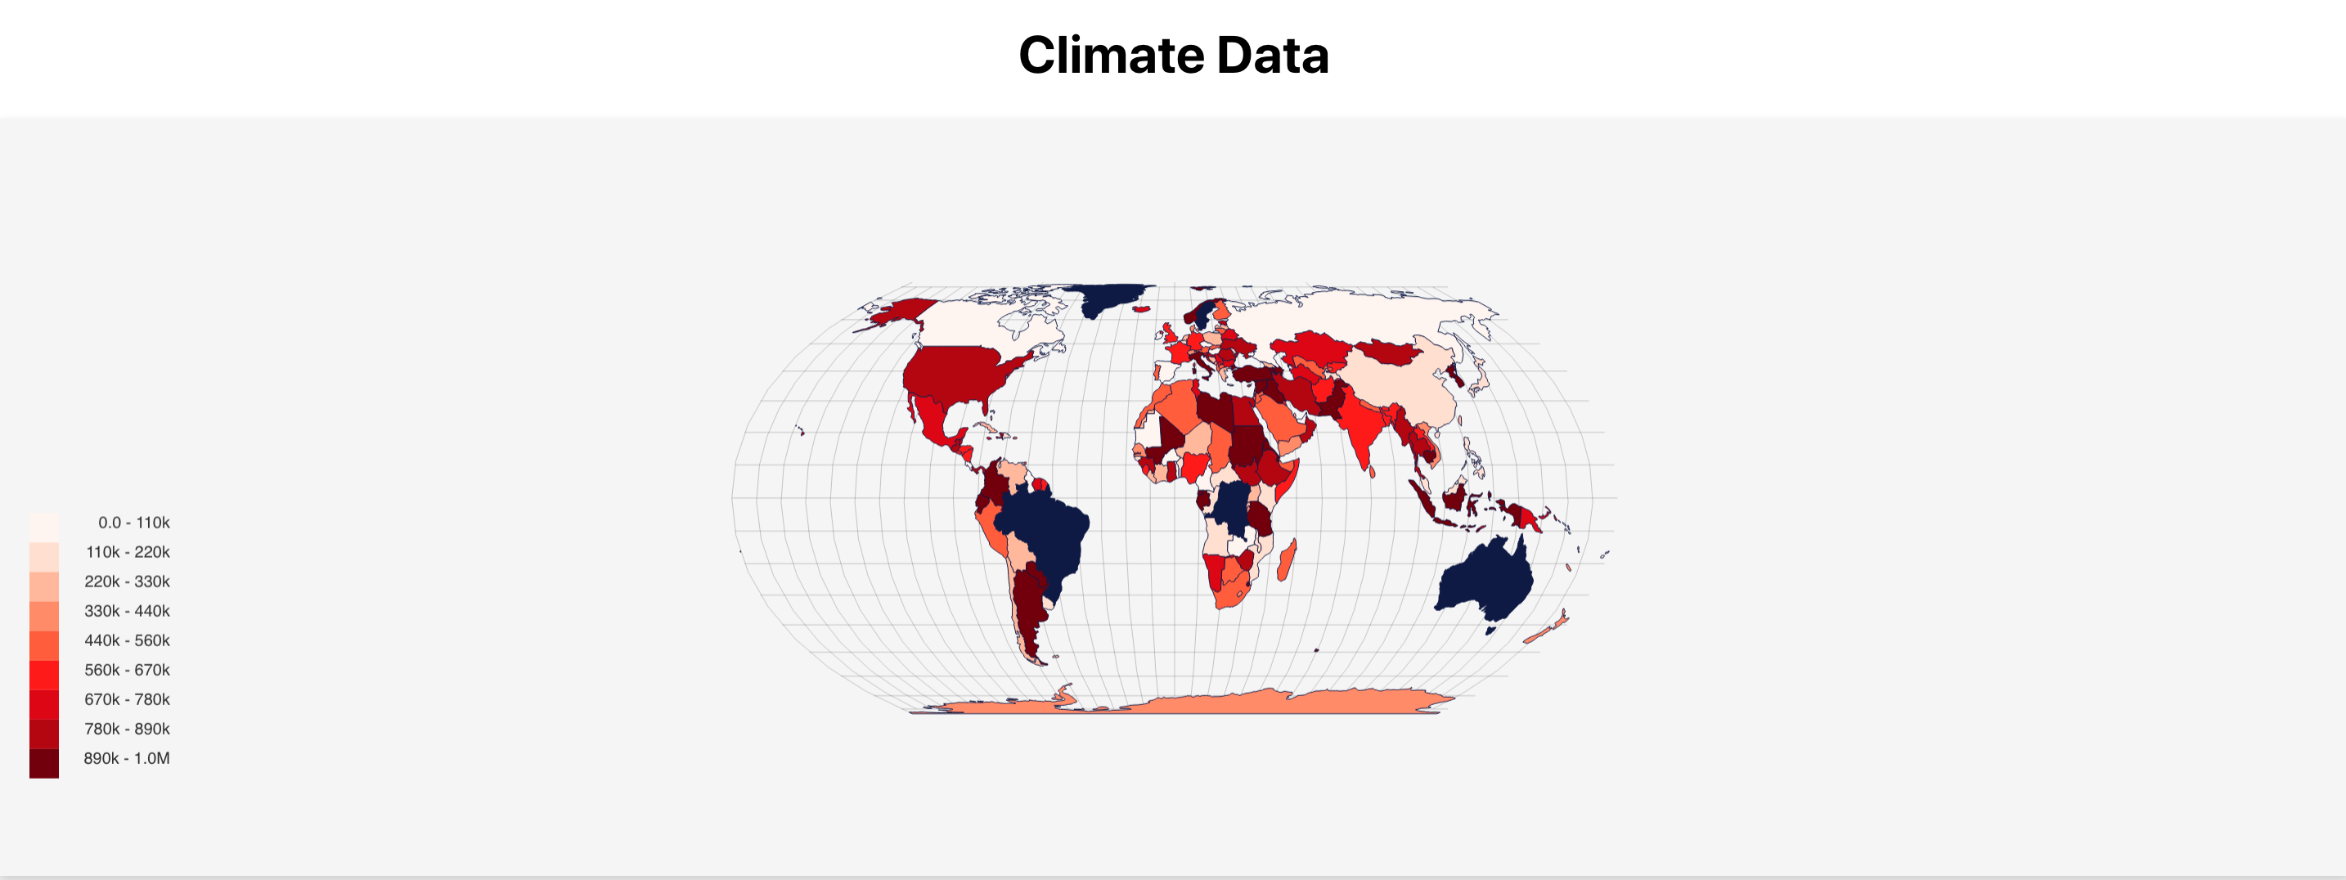 Climate Data
0.0 - 110k
110k - 220k
220k - 330k
330k - 440k
440k - 560k
560k - 670k
670k - 780k
780k - 890k
890k - 1.0M